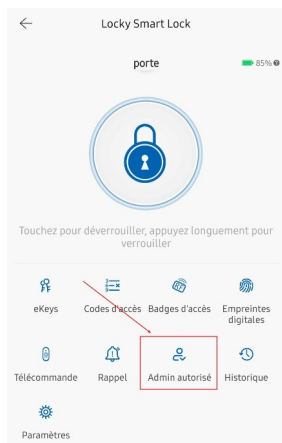 Locky Smart Lock
porte
85%
Touchez pour déverrouiller, appuyez longuement pour
verrouiller
eKeys
Codes d'accès
Badges d'accès
Empreintes
digitales
Télécommande
Rappel
Admin autorisé
Historique
Paramètres